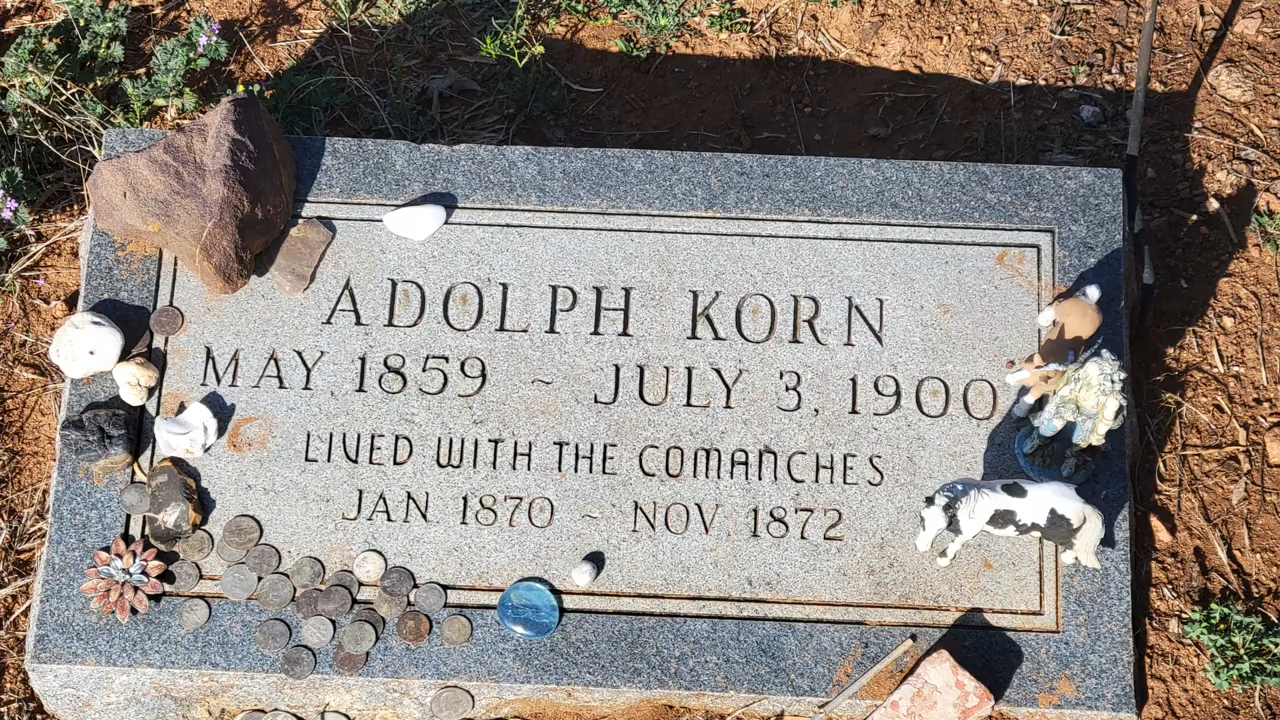 ADOLPH KORN
MAY, 1859 ~ JULY 3, 1900
LIVED WITH THE COMANCHES
JAN. 1870 ~ NOV. 1872